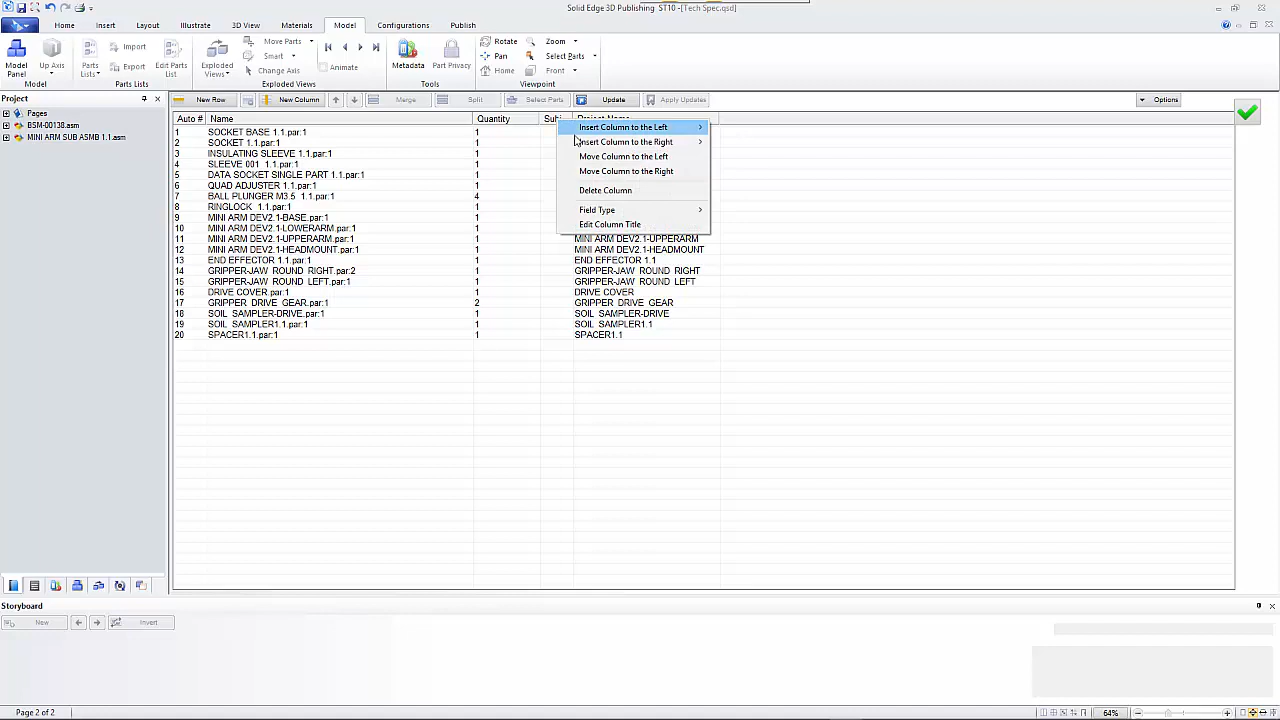 Solid Edge 3D Publishing ST10 - [Tech Spec.qsd]
Home Insert Layout Illustrate 3D View Materials Model Configurations Publish
Model Panel
Up Axis
Model
Parts Lists
Import
Export
Edit Parts List
Parts Lists
Exploded Views
Move Parts
Smart
Change Axis
Animate
Exploded Views
Metadata
Part Privacy
Tools
Rotate
Pan
Home
Zoom
Select Parts
Front
Viewpoint
Project
Pages
BSM-00138.asm
MINI ARM SUB ASMB 1.1.asm
New Row New Column Merge Split Select Parts Update Apply Updates Options
Auto # Name Quantity
1 SOCKET BASE 1.1.par:1 1
2 SOCKET 1.1.par:1 1
3 INSULATING SLEEVE 1.1.par:1 1
4 SLEEVE 001 1.1.par:1 1
5 DATA SOCKET SINGLE PART 1.1.par:1 1
6 QUAD ADJUSTER 1.1.par:1 1
7 BALL PLUNGER M3.5 1.1.par:1 4
8 RINGLOCK 1.1.par:1 1
9 MINI ARM DEV2.1-BASE.par:1 1
10 MINI ARM DEV2.1-LOWERARM.par:1 1
11 MINI ARM DEV2.1-UPPERARM.par:1 1 MINI ARM DEV2.1-UPPERARM
12 MINI ARM DEV2.1-HEADMOUNT.par:1 1 MINI ARM DEV2.1-HEADMOUNT
13 END EFFECTOR 1.1.par:1 1 END EFFECTOR 1.1
14 GRIPPER-JAW ROUND RIGHT.par:2 1 GRIPPER-JAW ROUND RIGHT
15 GRIPPER-JAW ROUND LEFT.par:1 1 GRIPPER-JAW ROUND LEFT
16 DRIVE COVER.par:1 1 DRIVE COVER
17 GRIPPER DRIVE GEAR.par:1 2 GRIPPER DRIVE GEAR
18 SOIL SAMPLER-DRIVE.par:1 1 SOIL SAMPLER-DRIVE
19 SOIL SAMPLER1.1.par:1 1 SOIL SAMPLER1.1
20 SPACER1.1.par:1 1 SPACER1.1
Insert Column to the Left
Insert Column to the Right
Move Column to the Left
Move Column to the Right
Delete Column
Field Type
Edit Column Title
Storyboard
New Invert
Page 2 of 2
64%